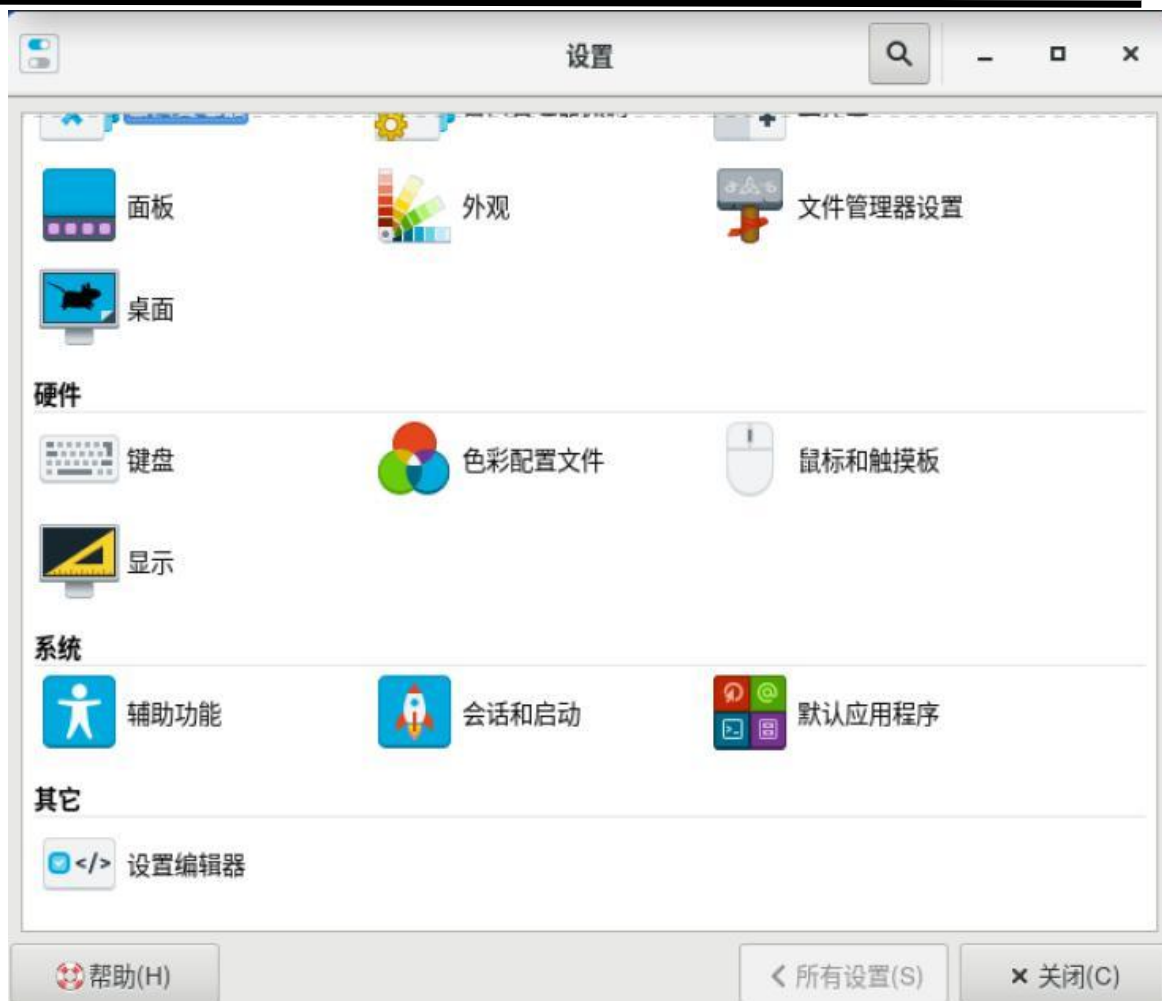 设置
面板
外观
文件管理器设置
桌面
硬件
键盘
色彩配置文件
鼠标和触摸板
显示
系统
辅助功能
会话和启动
默认应用程序
其它
</> 设置编辑器
帮助(H)
所有设置(S)
关闭(C)